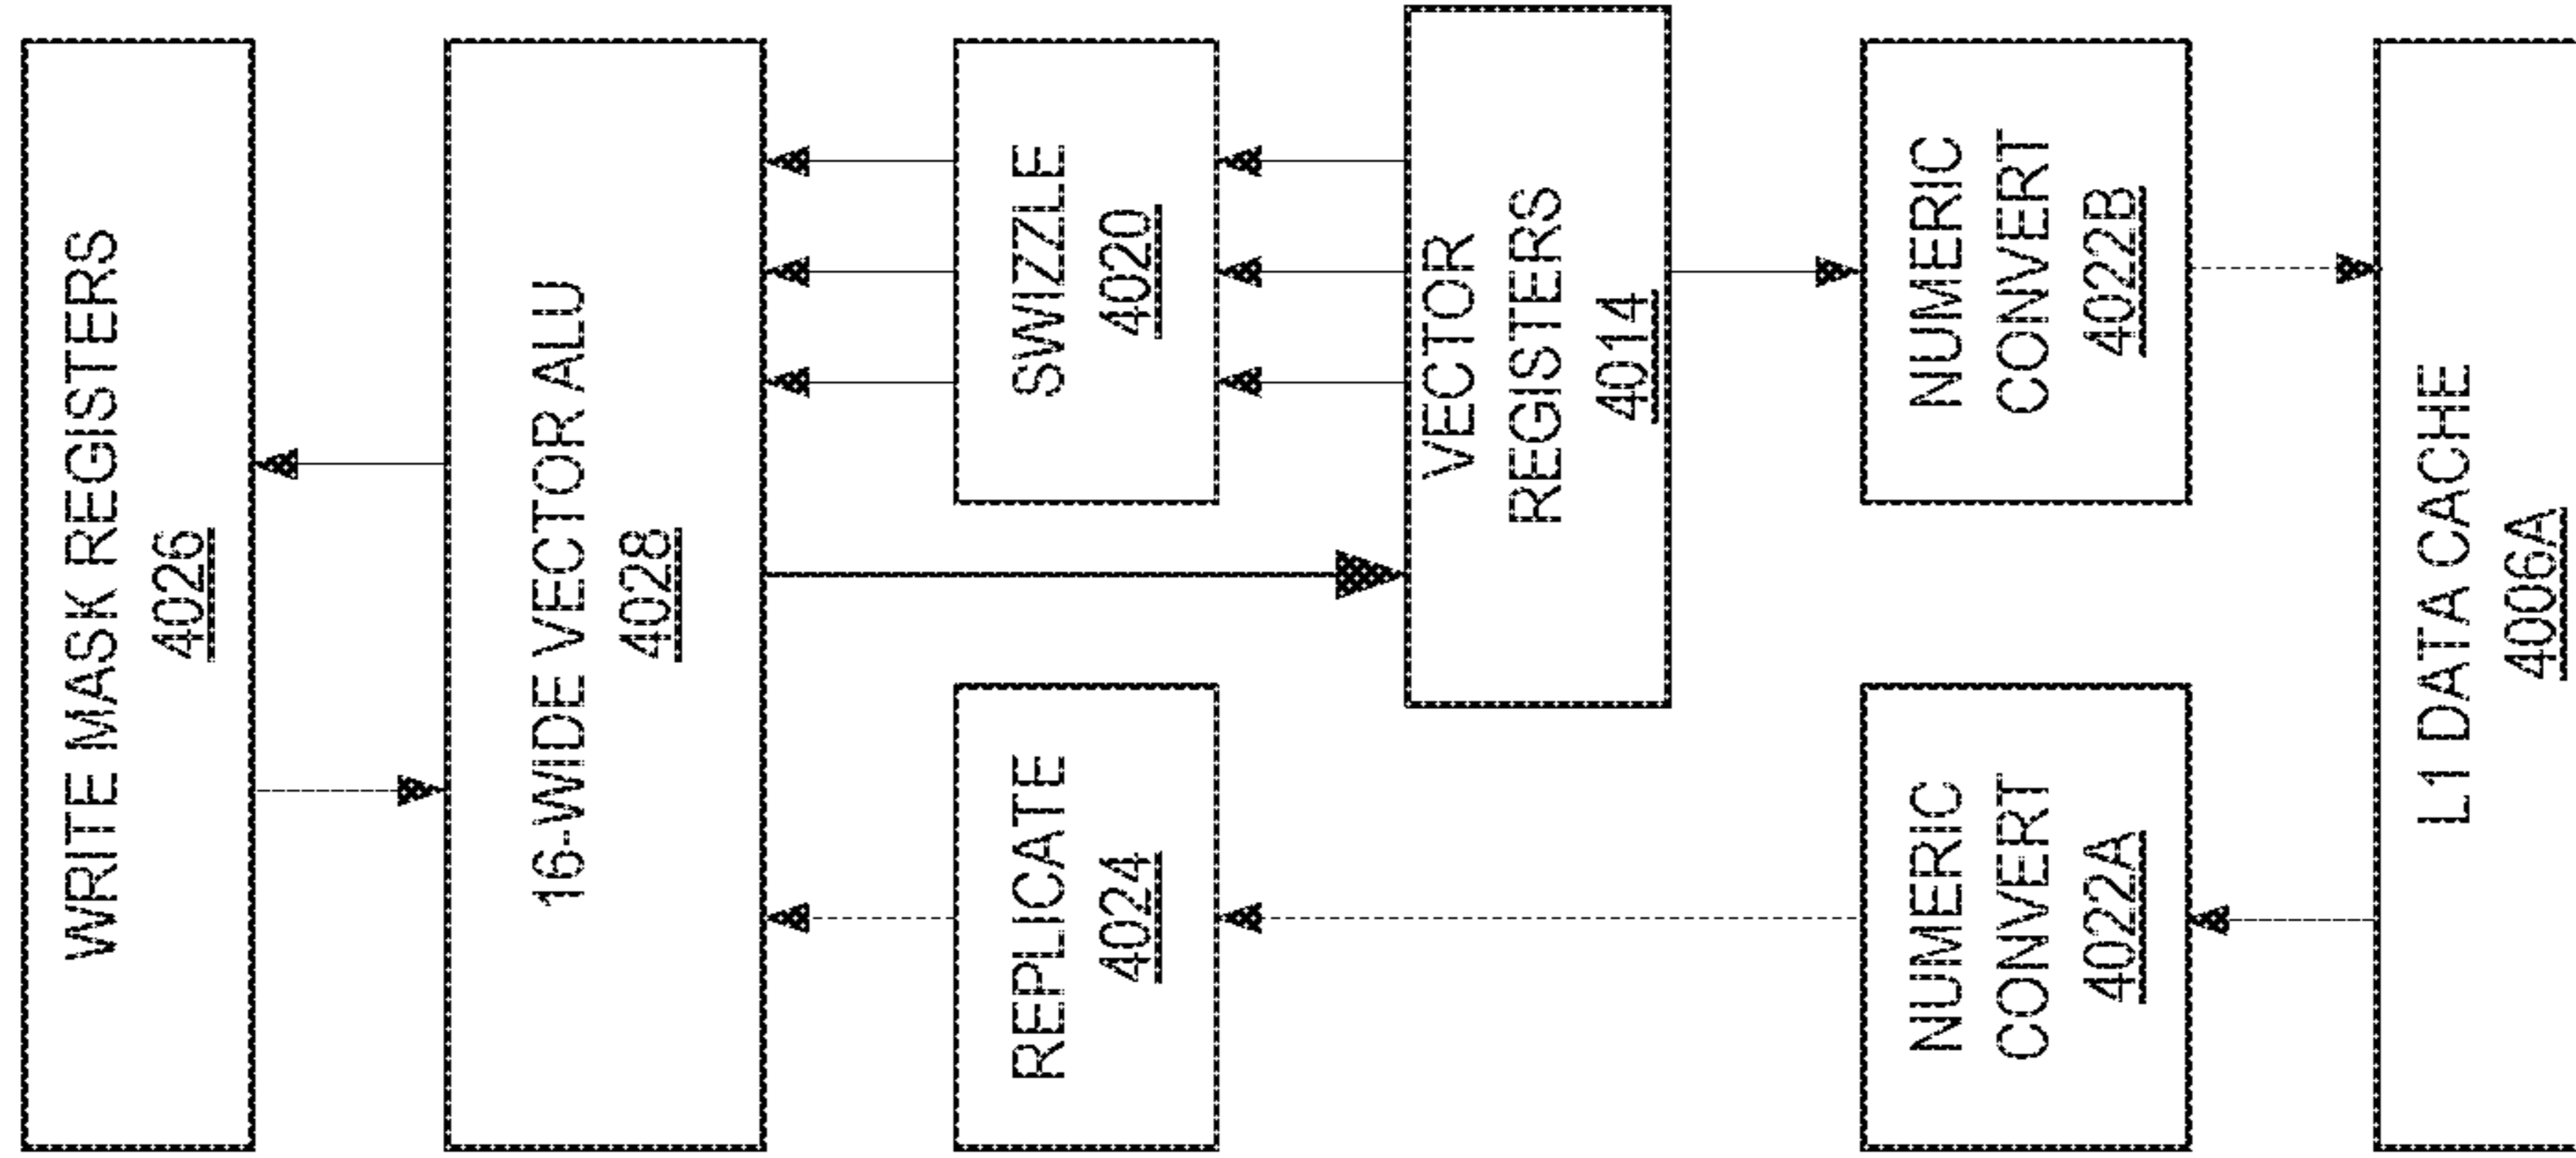 WRITE MASK REGISTERS
4026
16-WIDE VECTOR ALU
4028
REPLICATE
4024
SWIZZLE
4020
VECTOR
REGISTERS
4014
NUMERIC
CONVERT
4022A
NUMERIC
CONVERT
4022B
L1 DATA CACHE
4006A